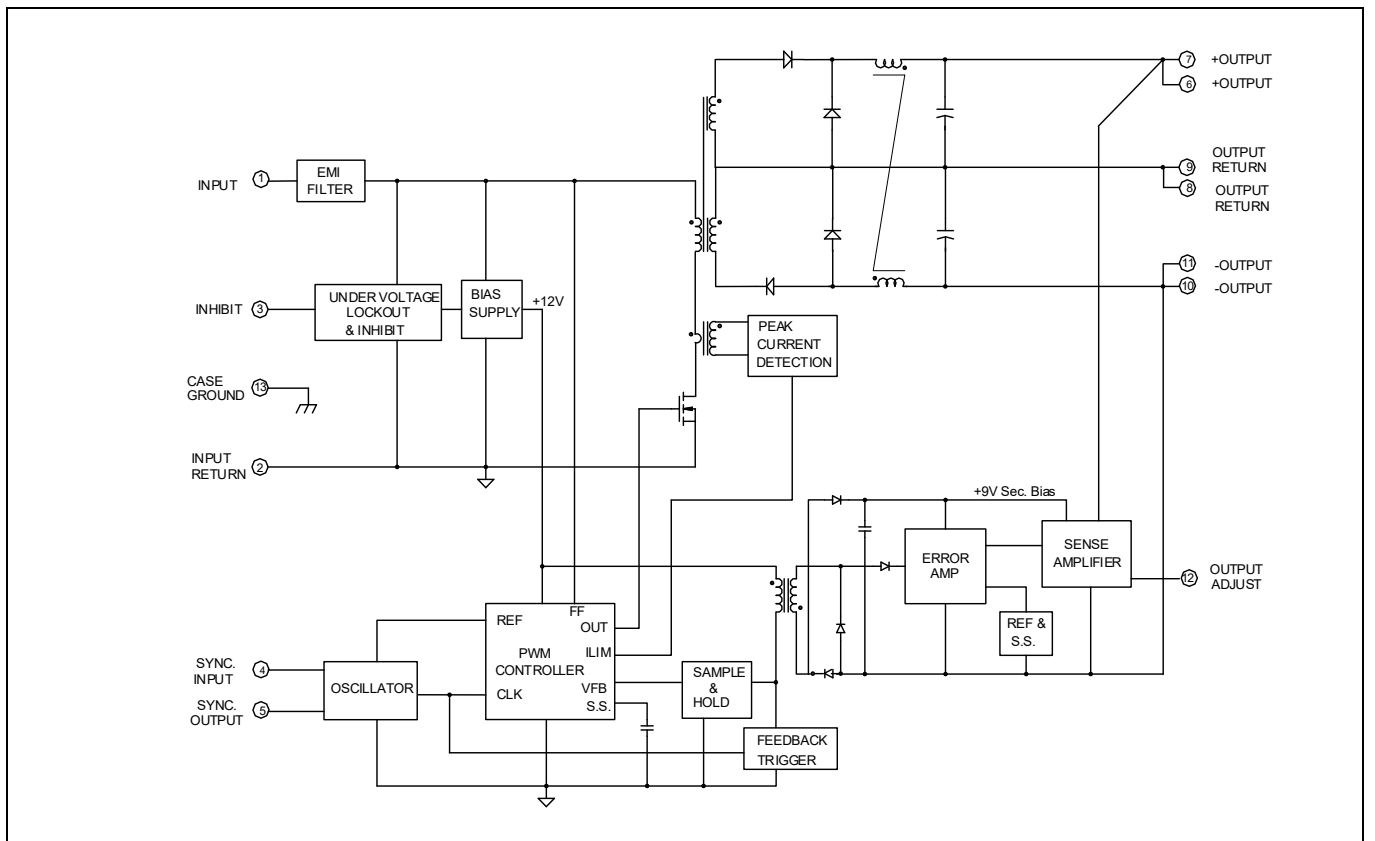 7 +OUTPUT
6 +OUTPUT
OUTPUT
9 RETURN
8 OUTPUT
RETURN
11 -OUTPUT
10 -OUTPUT
INPUT 1
EMI
FILTER
INHIBIT 3
UNDER VOLTAGE
LOCKOUT
& INHIBIT
BIAS
SUPPLY
+12V
PEAK
CURRENT
DETECTION
CASE
GROUND 13
INPUT
RETURN 2
+9V Sec. Bias
ERROR
AMP
SENSE
AMPLIFIER
12 OUTPUT
ADJUST
REF &
S.S.
REF
FF
OUT
PWM
CONTROLLER
ILIM
CLK
VFB
S.S.
SAMPLE
&
HOLD
SYNC.
INPUT 4
SYNC.
OUTPUT 5
OSCILLATOR
FEEDBACK
TRIGGER